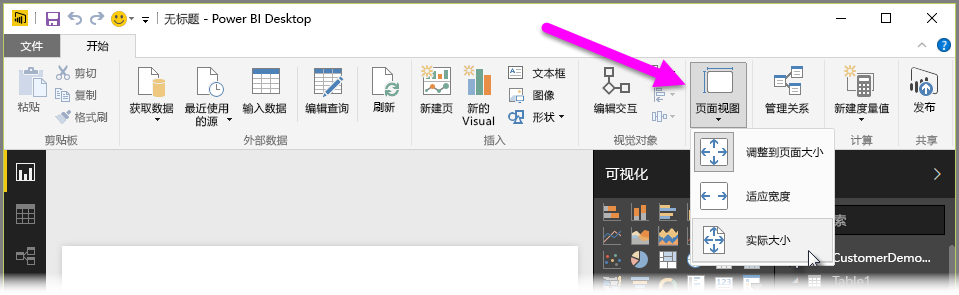 无标题 - Power BI Desktop
文件
开始
粘贴
剪切
复制
格式刷
剪贴板
获取数据
最近使用
的源
输入数据
编辑查询
刷新
外部数据
新建页
新的
Visual
文本框
图像
形状
插入
编辑交互
视觉对象
页面视图
管理关系
新建度量值
计算
发布
共享
调整到页面大小
适应宽度
实际大小
可视化
索
CustomerDemo...
Table1